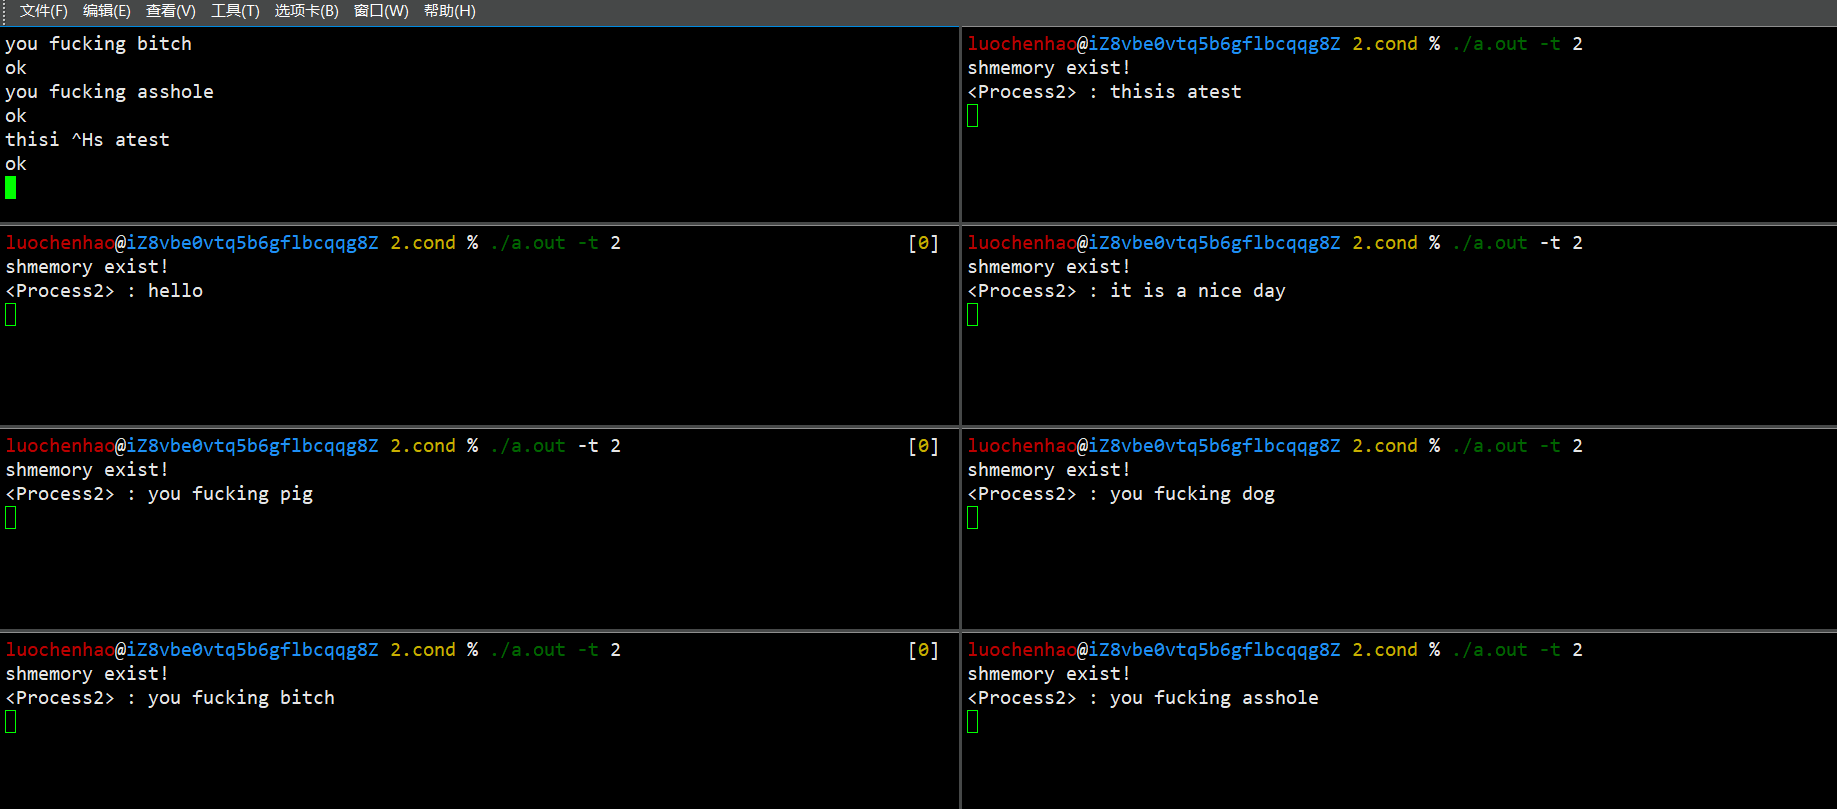 文件(F) 编辑(E) 查看(V) 工具(T) 选项卡(B) 窗口(W) 帮助(H)
you fucking bitch
ok
you fucking asshole
ok
thisi ^Hs atest
ok
luochenhao@iZ8vbe0vtq5b6gflbcqqg8Z 2.cond % ./a.out -t 2
shmemory exist!
<Process2> : thisis atest
luochenhao@iZ8vbe0vtq5b6gflbcqqg8Z 2.cond % ./a.out -t 2 [0]
shmemory exist!
<Process2> : hello
luochenhao@iZ8vbe0vtq5b6gflbcqqg8Z 2.cond % ./a.out -t 2
shmemory exist!
<Process2> : it is a nice day
luochenhao@iZ8vbe0vtq5b6gflbcqqg8Z 2.cond % ./a.out -t 2 [0]
shmemory exist!
<Process2> : you fucking pig
luochenhao@iZ8vbe0vtq5b6gflbcqqg8Z 2.cond % ./a.out -t 2
shmemory exist!
<Process2> : you fucking dog
luochenhao@iZ8vbe0vtq5b6gflbcqqg8Z 2.cond % ./a.out -t 2 [0]
shmemory exist!
<Process2> : you fucking bitch
luochenhao@iZ8vbe0vtq5b6gflbcqqg8Z 2.cond % ./a.out -t 2
shmemory exist!
<Process2> : you fucking asshole